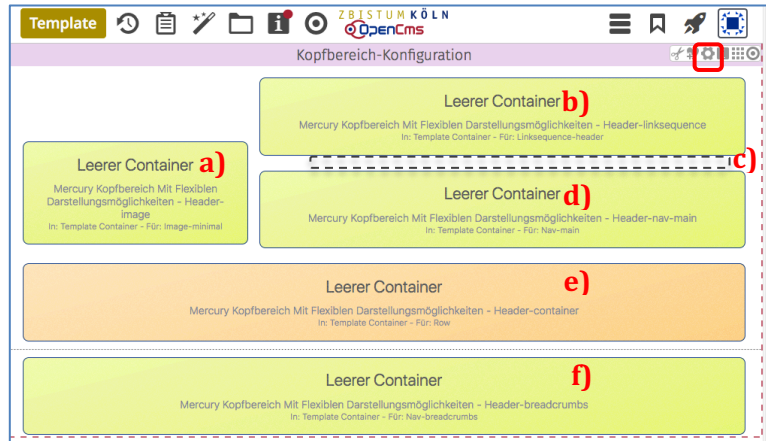 Template
ZBISTUM KÖLN
OpenCms
Kopfbereich-Konfiguration
Leerer Container b)
Mercury Kopfbereich Mit Flexiblen Darstellungsmöglichkeiten - Header-linksequence
In: Template Container - Für: Linksequence-header
Leerer Container a)
Mercury Kopfbereich Mit Flexiblen
Darstellungsmöglichkeiten - Header-
image
In: Template Container - Für: Image-minimal
c)
Leerer Container d)
Mercury Kopfbereich Mit Flexiblen Darstellungsmöglichkeiten - Header-nav-main
In: Template Container - Für: Nav-main
Leerer Container e)
Mercury Kopfbereich Mit Flexiblen Darstellungsmöglichkeiten - Header-container
In: Template Container - Für: Row
Leerer Container f)
Mercury Kopfbereich Mit Flexiblen Darstellungsmöglichkeiten - Header-breadcrumbs
In: Template Container - Für: Nav-breadcrumbs